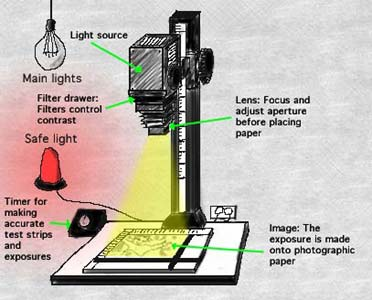 Light source
Main lights
Filter drawer:
Filters control
contrast
Lens: Focus and
adjust aperture
before placing
paper
Safe light
Timer for
making
accurate
test strips
and
exposures
Image: The
exposure is made
onto photographic
paper